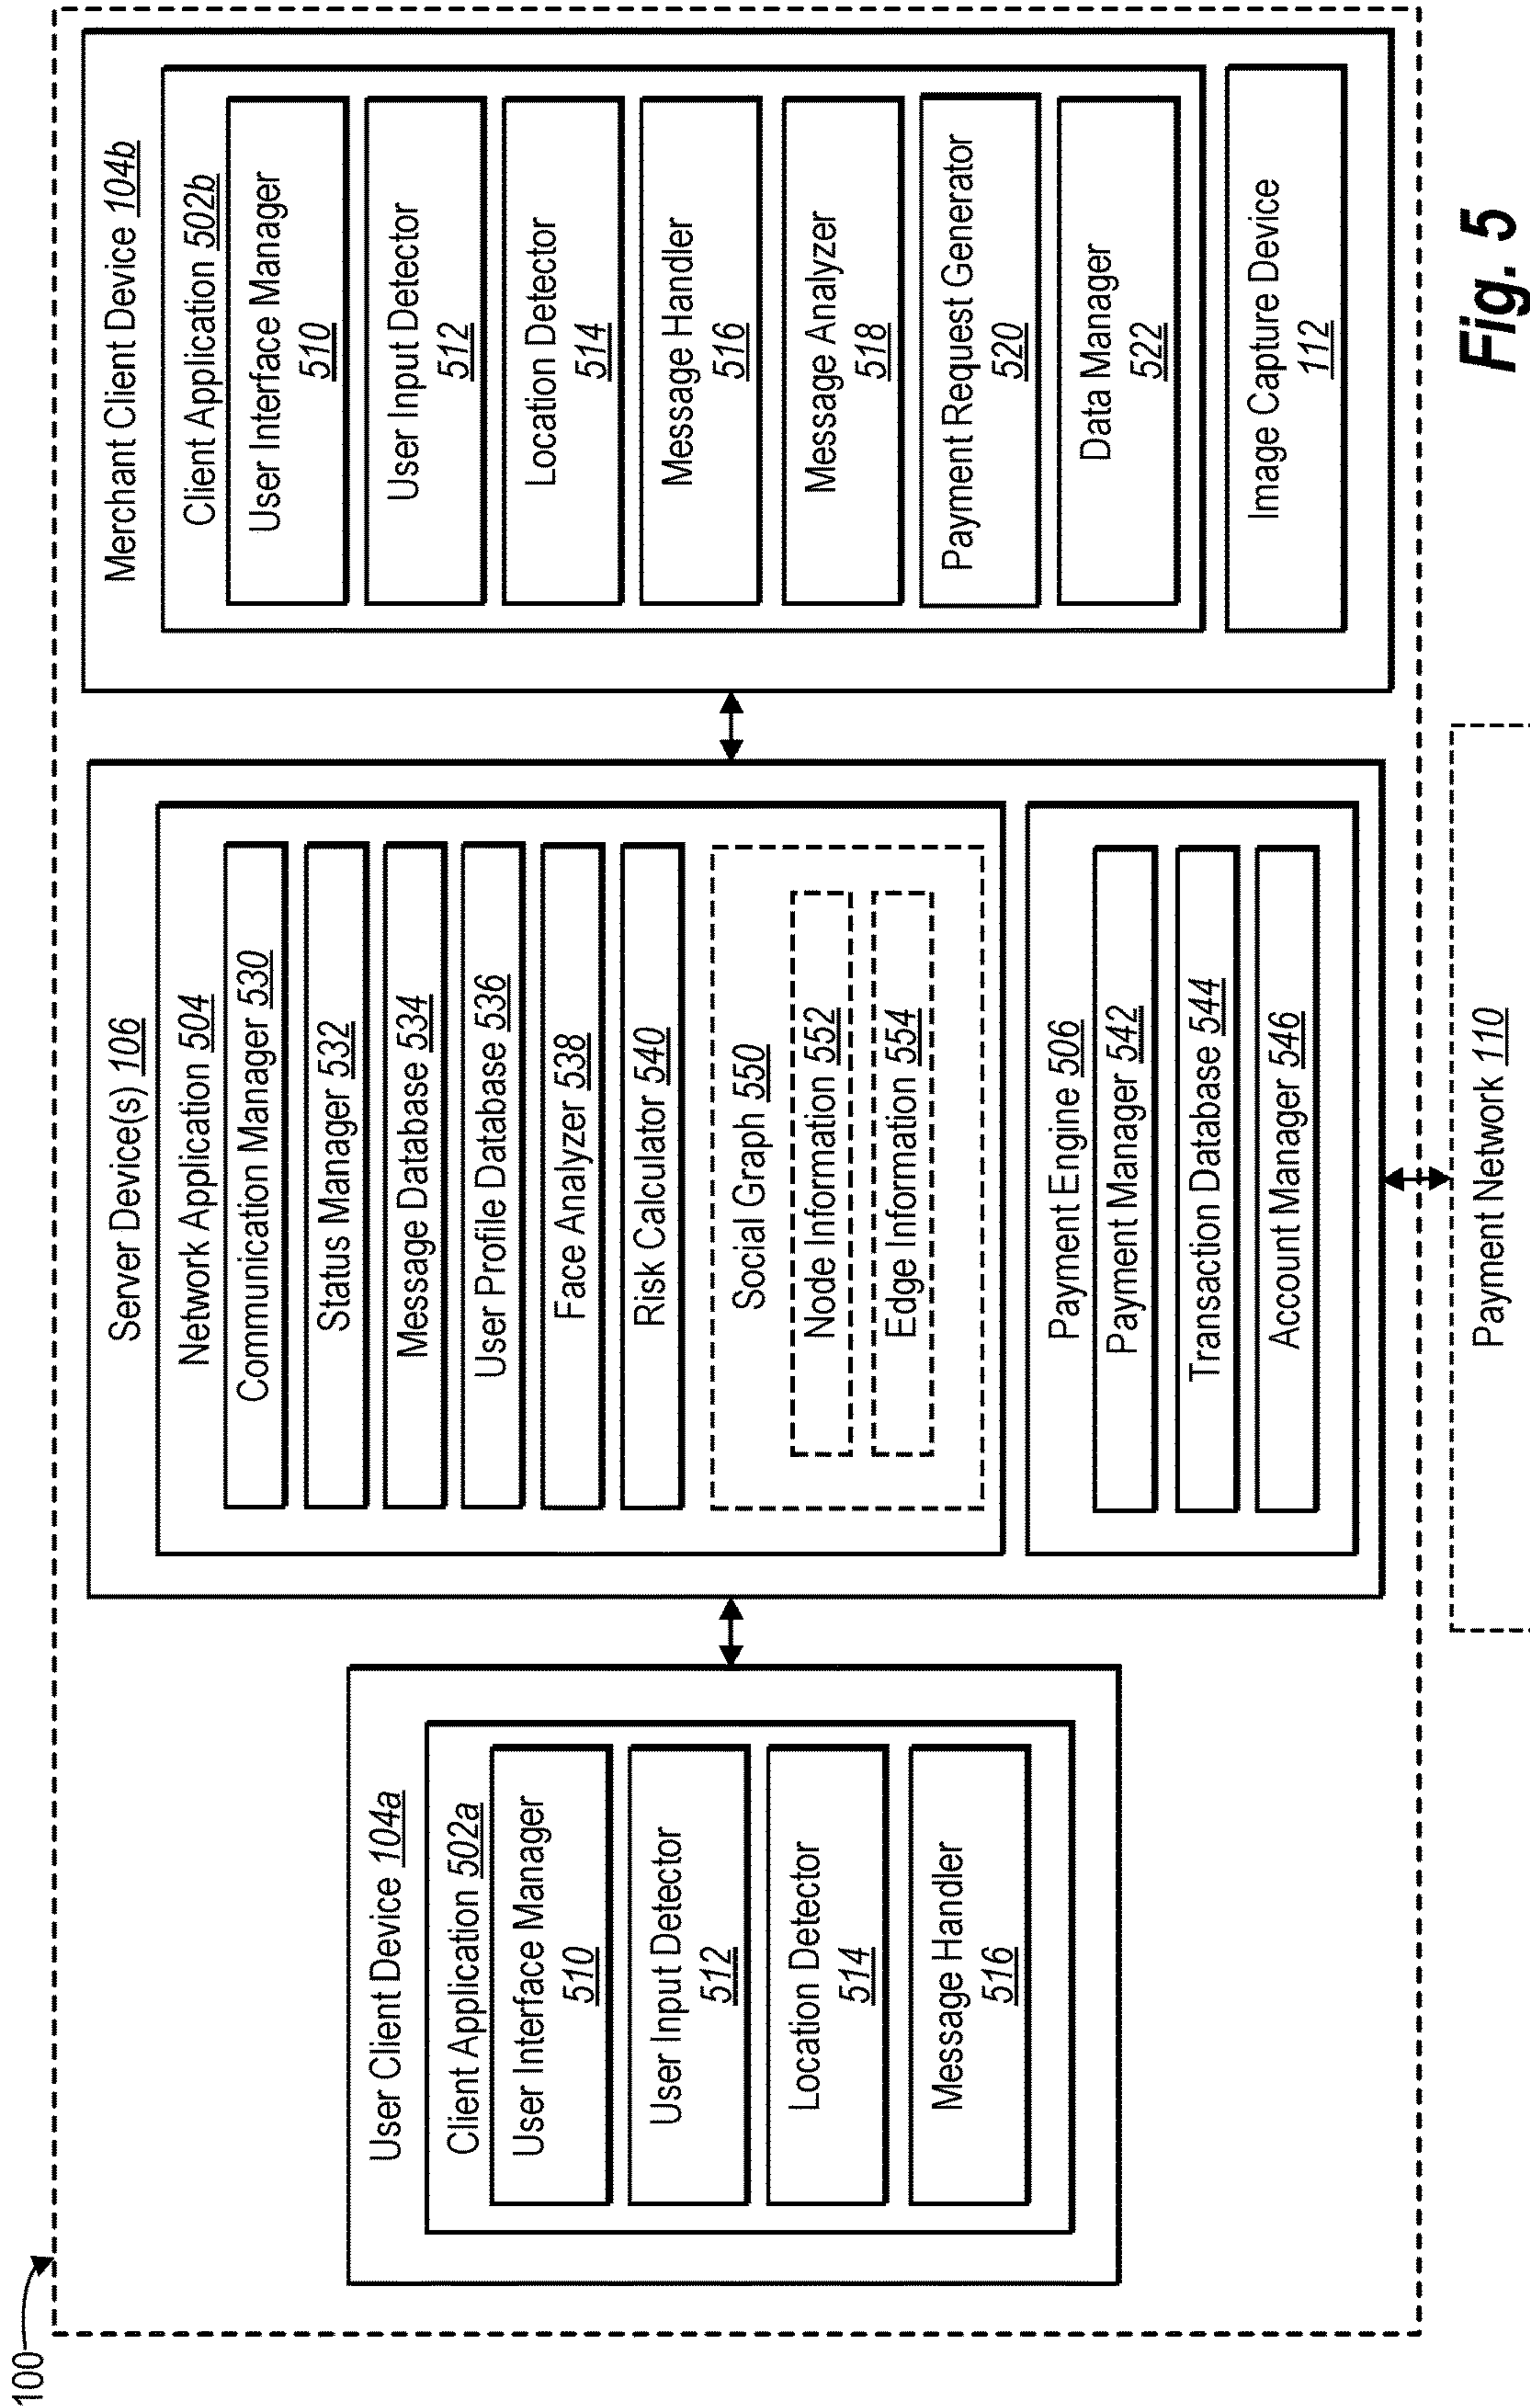 100
User Client Device 104a
Client Application 502a
User Interface Manager
510
User Input Detector
512
Location Detector
514
Message Handler
516
Server Device(s) 106
Network Application 504
Communication Manager 530
Status Manager 532
Message Database 534
User Profile Database 536
Face Analyzer 538
Risk Calculator 540
Social Graph 550
Node Information 552
Edge Information 554
Payment Engine 506
Payment Manager 542
Transaction Database 544
Account Manager 546
Merchant Client Device 104b
Client Application 502b
User Interface Manager
510
User Input Detector
512
Location Detector
514
Message Handler
516
Message Analyzer
518
Payment Request Generator
520
Data Manager
522
Image Capture Device
112
Payment Network 110
Fig. 5